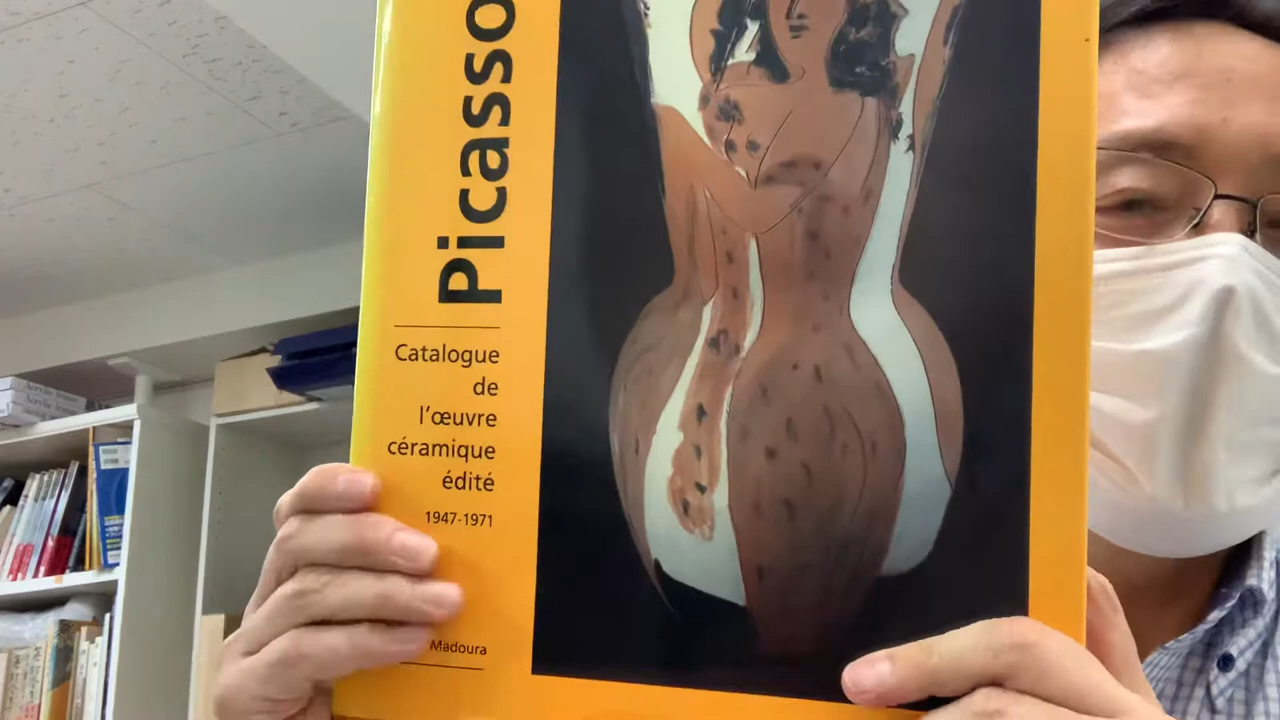 Picasso
Catalogue
de
l'œuvre
céramique
édité
1947-1971
Madoura